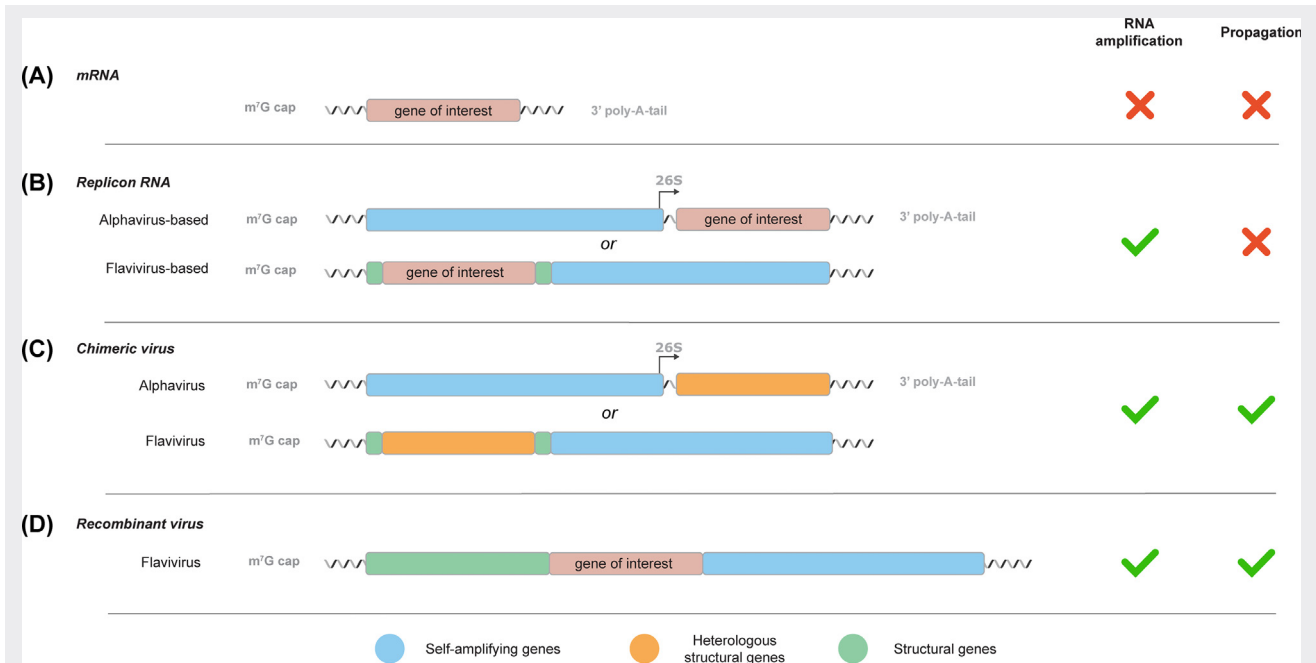 RNA
amplification Propagation
(A) mRNA
m⁷G cap gene of interest 3' poly-A-tail
(B) Replicon RNA
26S
Alphavirus-based m⁷G cap gene of interest 3' poly-A-tail
or
Flavivirus-based m⁷G cap gene of interest
(C) Chimeric virus
26S
Alphavirus m⁷G cap 3' poly-A-tail
or
Flavivirus m⁷G cap
(D) Recombinant virus
Flavivirus m⁷G cap gene of interest
Self-amplifying genes Heterologous
structural genes Structural genes